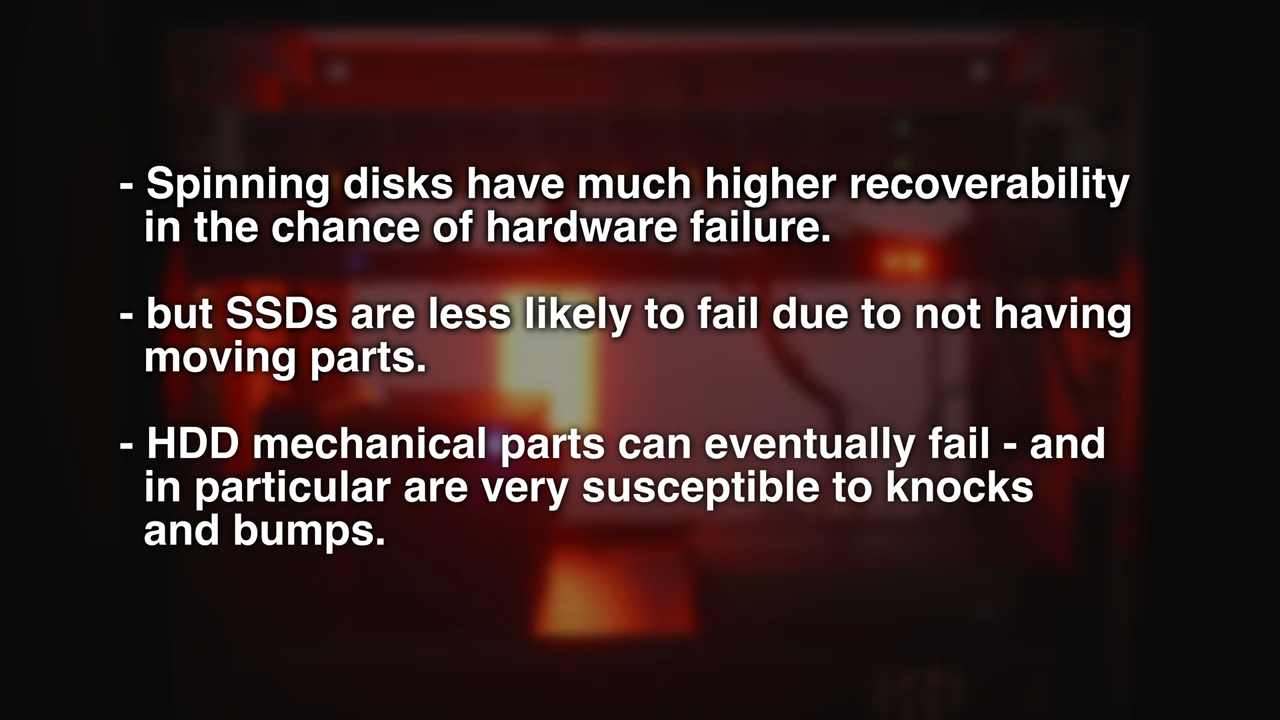 - Spinning disks have much higher recoverability
in the chance of hardware failure.
- but SSDs are less likely to fail due to not having
moving parts.
- HDD mechanical parts can eventually fail - and
in particular are very susceptible to knocks
and bumps.